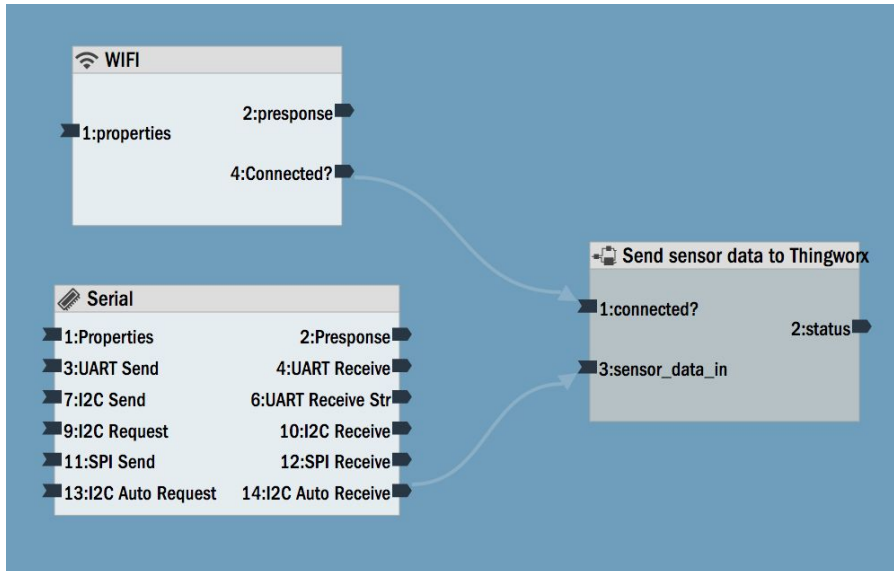 WIFI
2:presponse
1:properties
4:Connected?
Send sensor data to Thingworx
1:connected?
2:status
3:sensor_data_in
Serial
1:Properties 2:Presponse
3:UART Send 4:UART Receive
7:I2C Send 6:UART Receive Str
9:I2C Request 10:I2C Receive
11:SPI Send 12:SPI Receive
13:I2C Auto Request 14:I2C Auto Receive